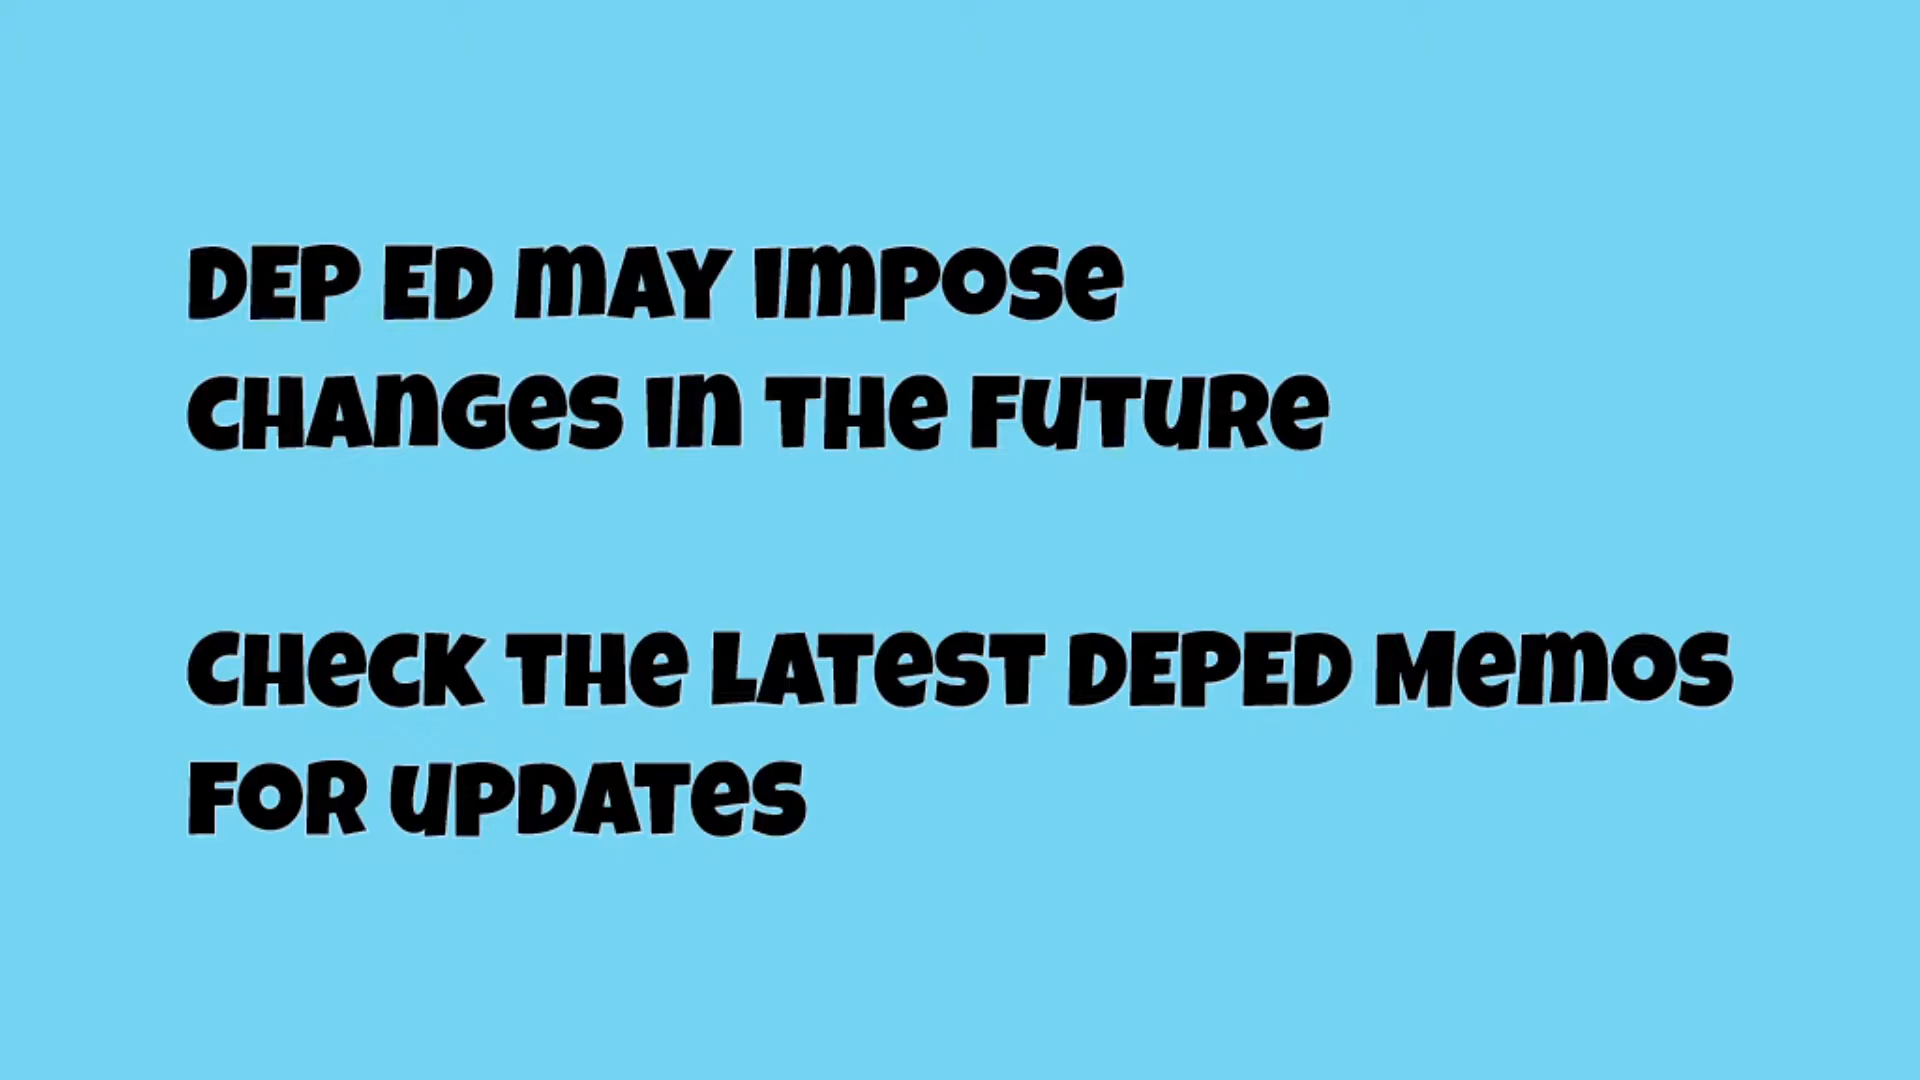 DEP ED may impose
changes in the future
Check the latest DEPED Memos
for updates